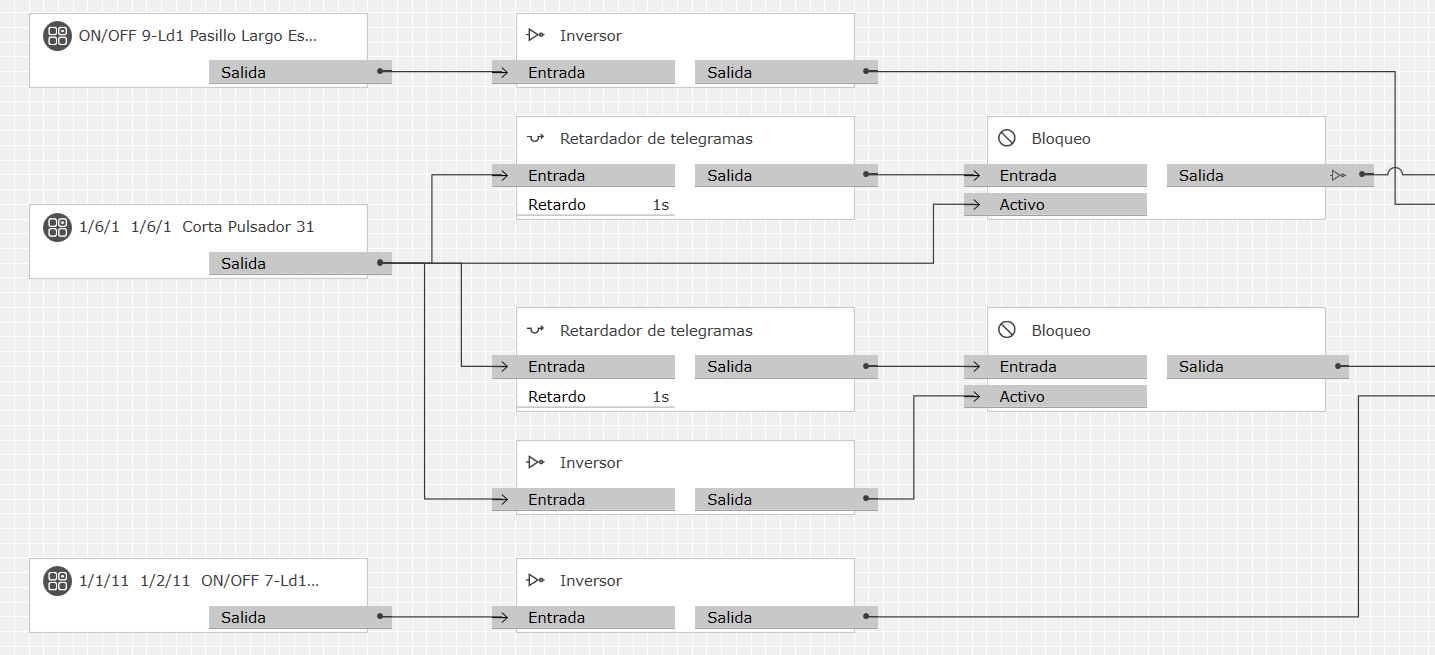 ON/OFF 9-Ld1 Pasillo Largo Es...
Salida
Inversor
Entrada Salida
Retardador de telegramas
Entrada Salida
Retardo 1s
Bloqueo
Entrada Salida
Activo
1/6/1 1/6/1 Corta Pulsador 31
Salida
Retardador de telegramas
Entrada Salida
Retardo 1s
Bloqueo
Entrada Salida
Activo
Inversor
Entrada Salida
1/1/11 1/2/11 ON/OFF 7-Ld1...
Salida
Inversor
Entrada Salida